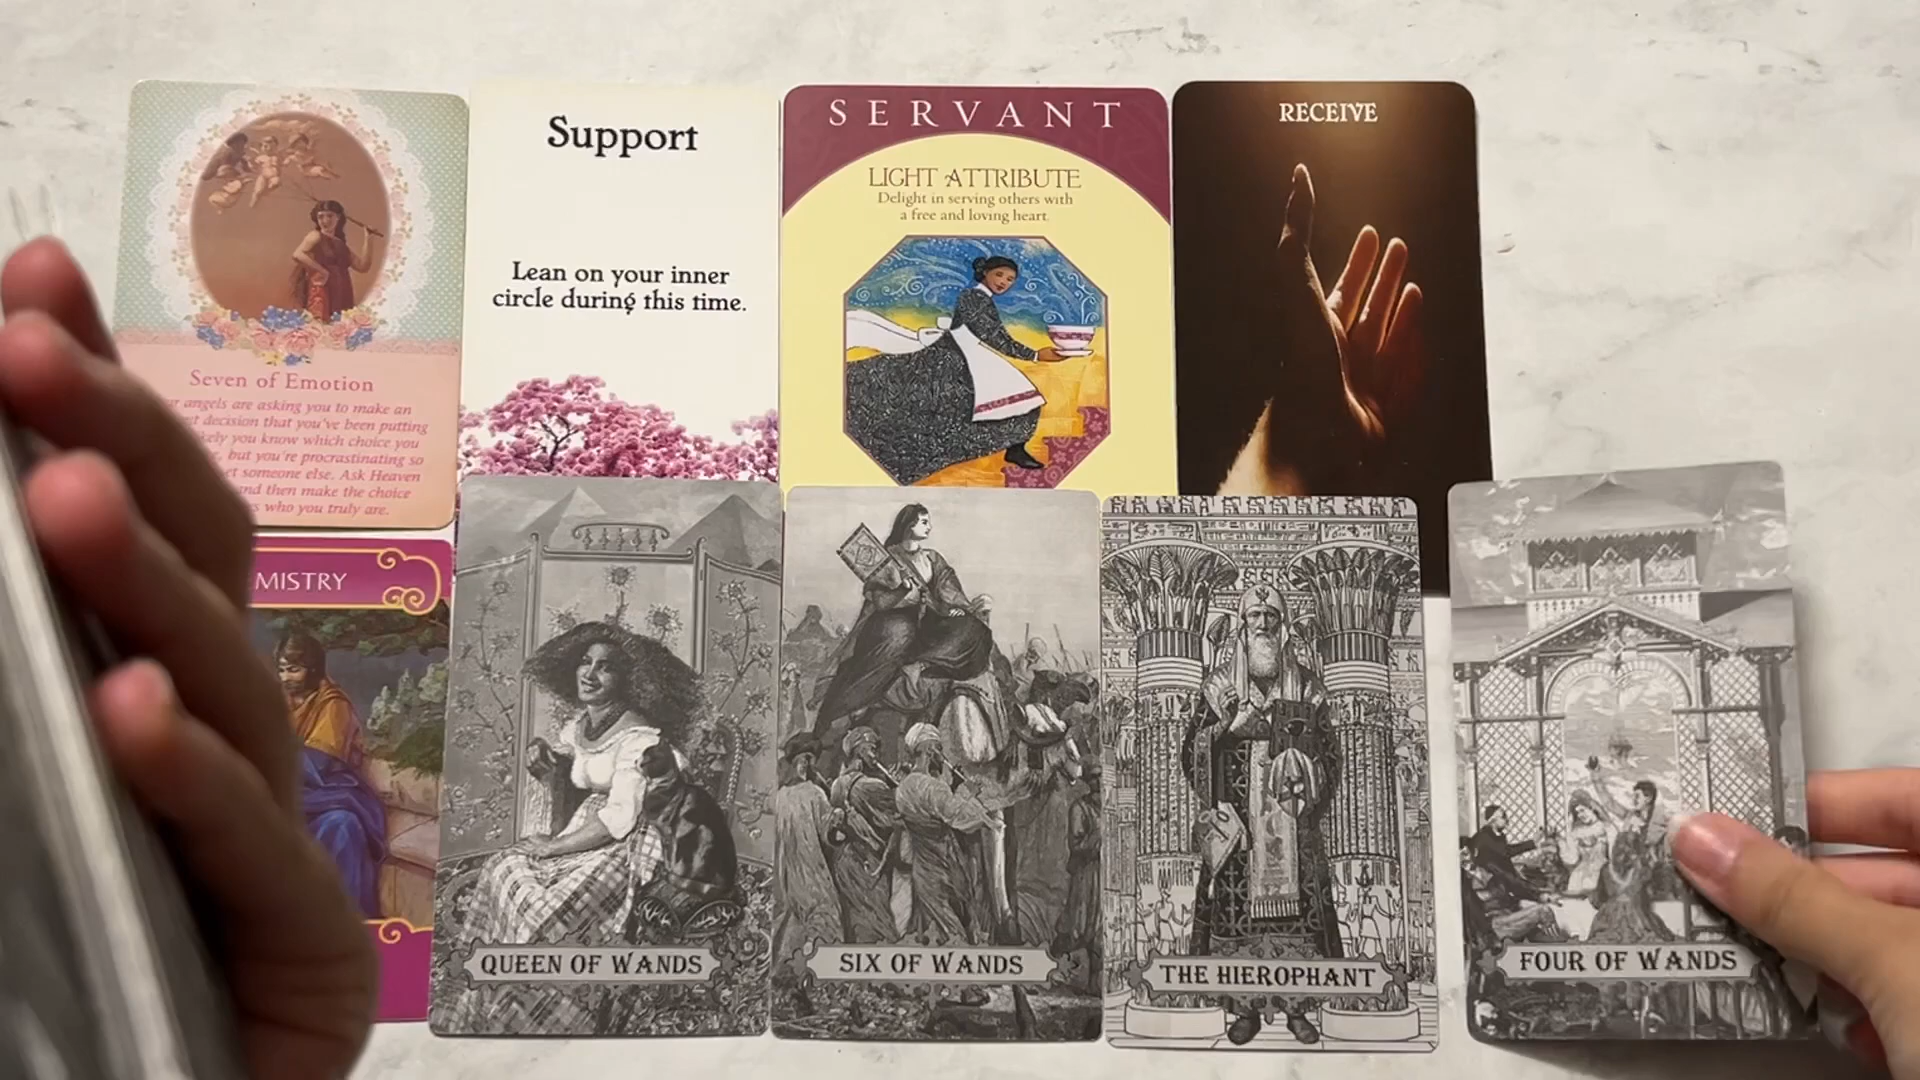 Seven of Emotion
angels are asking you to make an
decision that you've been putting
you know which choice you
but you're procrastinating so
someone else. Ask Heaven
and then make the choice
who you truly are.
Support
Lean on your inner
circle during this time.
SERVANT
LIGHT ATTRIBUTE
Delight in serving others with
a free and loving heart
RECEIVE
MISTRY
QUEEN OF WANDS
SIX OF WANDS
THE HIEROPHANT
FOUR OF WANDS